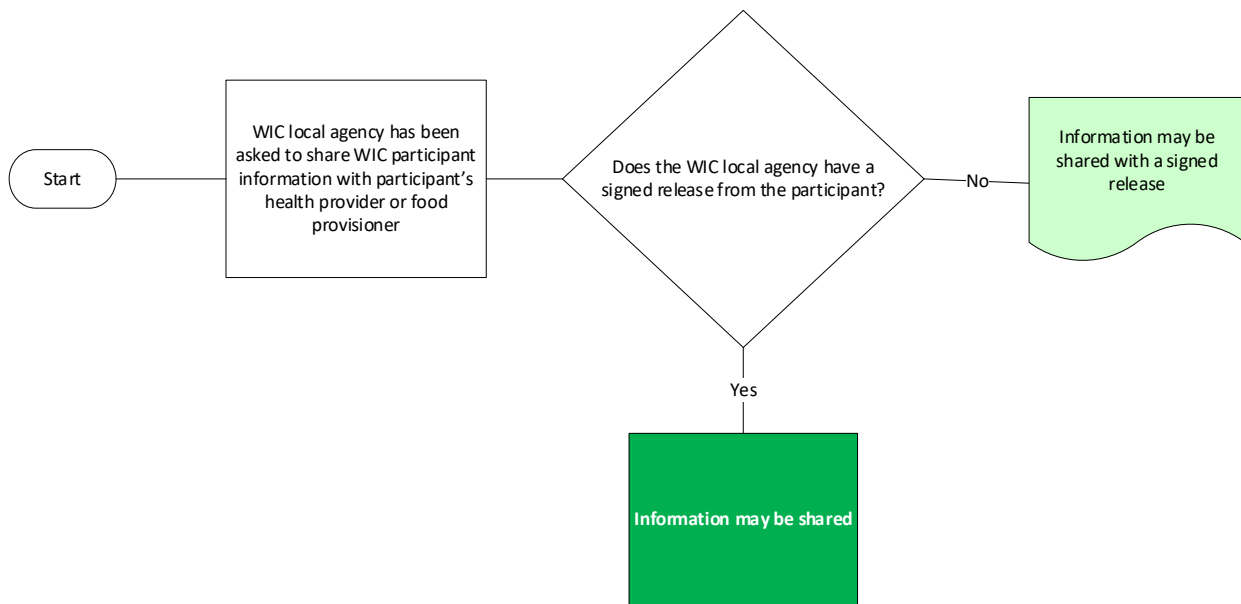 Start
WIC local agency has been
asked to share WIC participant
information with participant’s
health provider or food
provisioner
Does the WIC local agency have a
signed release from the participant?
No
Information may be
shared with a signed
release
Yes
Information may be shared